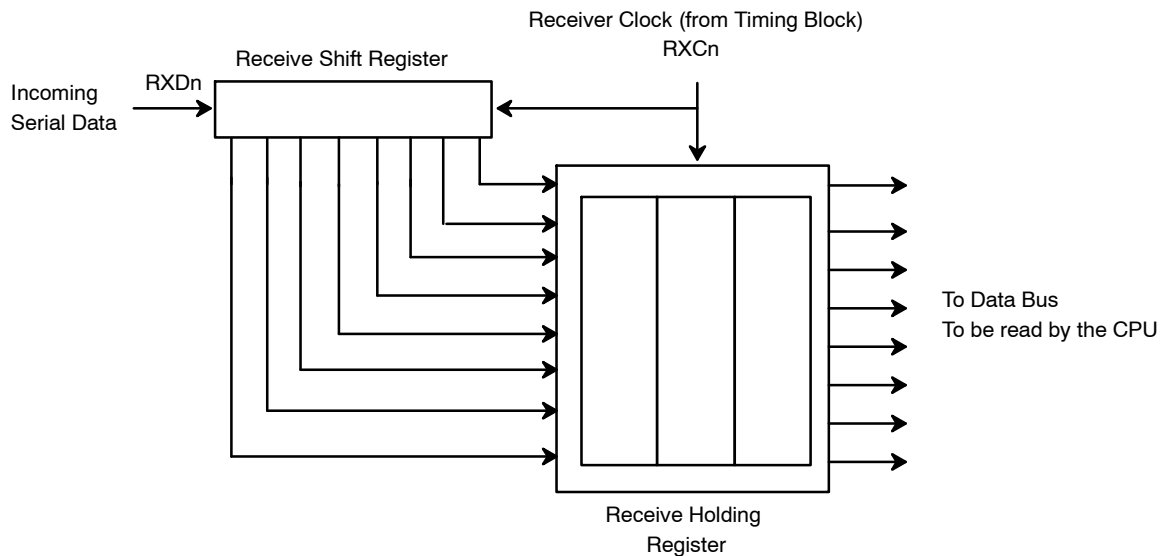 Receiver Clock (from Timing Block)
RXCn
Receive Shift Register
RXDn
Incoming
Serial Data
To Data Bus
To be read by the CPU
Receive Holding
Register